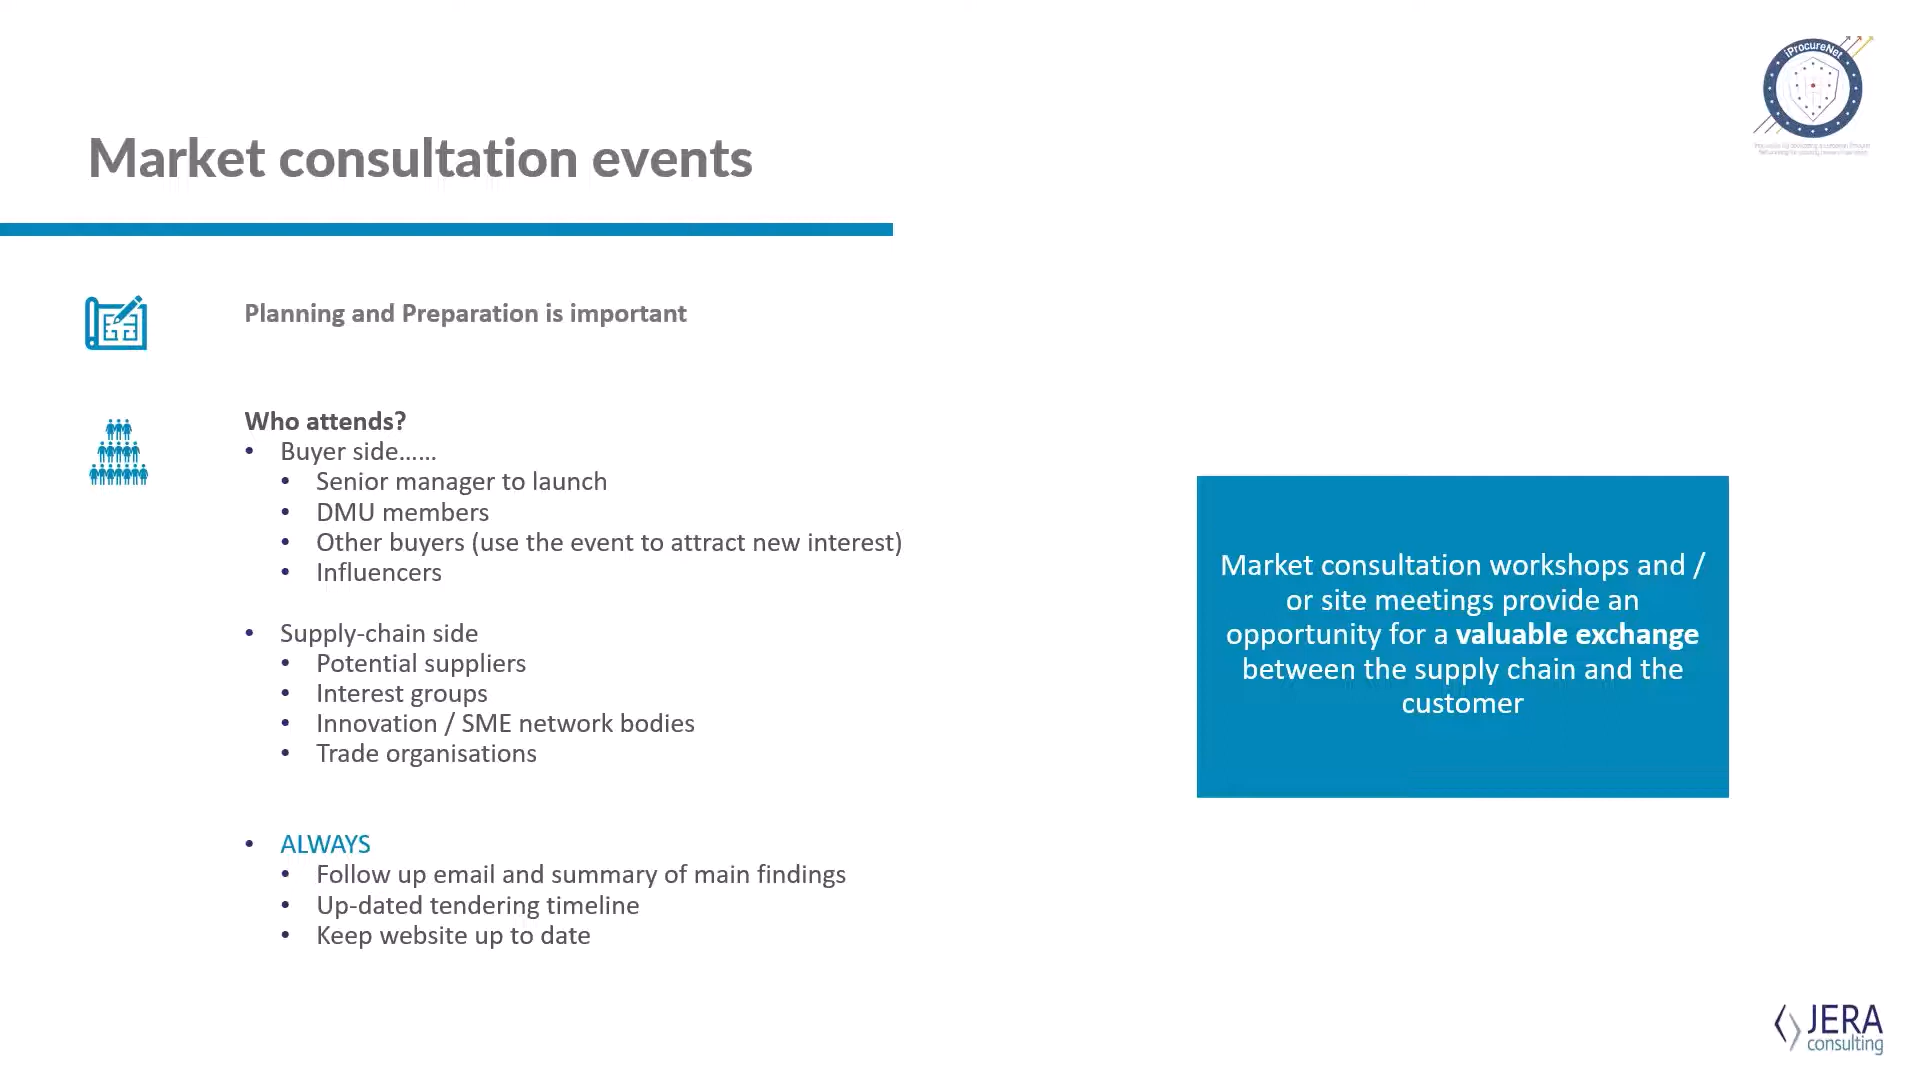 iProcureNet
Market consultation events
Planning and Preparation is important
Who attends?
• Buyer side......
• Senior manager to launch
• DMU members
• Other buyers (use the event to attract new interest)
• Influencers
• Supply-chain side
• Potential suppliers
• Interest groups
• Innovation / SME network bodies
• Trade organisations
• ALWAYS
• Follow up email and summary of main findings
• Up-dated tendering timeline
• Keep website up to date
Market consultation workshops and /
or site meetings provide an
opportunity for a valuable exchange
between the supply chain and the
customer
JERA
consulting